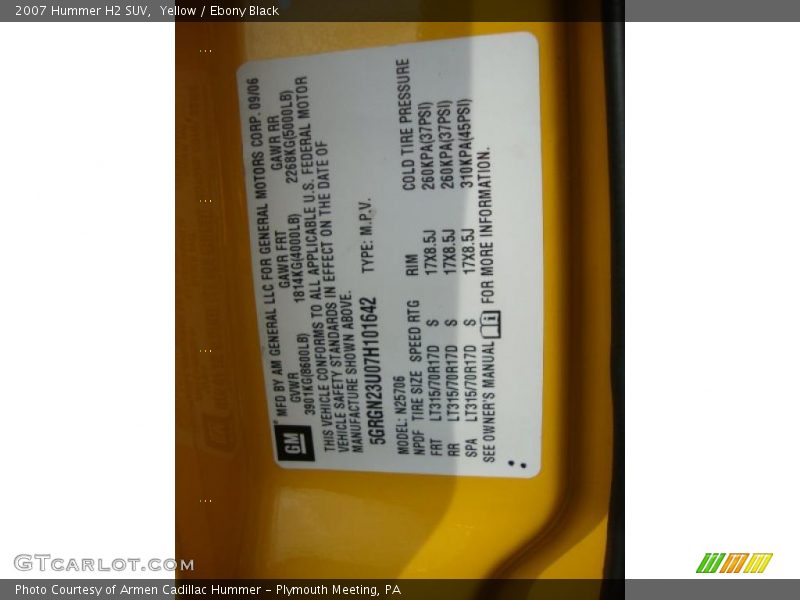 2007 Hummer H2 SUV,  Yellow / Ebony Black
GM
MFD BY AM GENERAL LLC FOR GENERAL MOTORS CORP. 09/06
GVWR GAWR FRT GAWR RR
3901KG(8600LB) 1814KG(4000LB) 2268KG(5000LB)
THIS VEHICLE CONFORMS TO ALL APPLICABLE U.S. FEDERAL MOTOR
VEHICLE SAFETY STANDARDS IN EFFECT ON THE DATE OF
MANUFACTURE SHOWN ABOVE.
5GRGN23U07H101642 TYPE: M.P.V.
MODEL: N25706
NPDF TIRE SIZE SPEED RTG RIM COLD TIRE PRESSURE
FRT LT315/70R17D S 17X8.5J 260KPA(37PSI)
RR LT315/70R17D S 17X8.5J 260KPA(37PSI)
SPA LT315/70R17D S 17X8.5J 310KPA(45PSI)
SEE OWNER'S MANUAL FOR MORE INFORMATION.
GTCARLOT.COM
Photo Courtesy of Armen Cadillac Hummer - Plymouth Meeting, PA